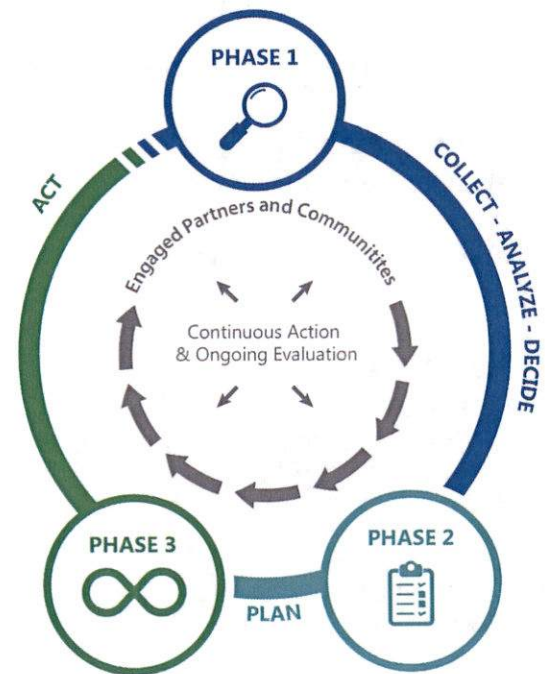 PHASE 1
COLLECT - ANALYZE - DECIDE
ACT
Engaged Partners and Communitites
Continuous Action
& Ongoing Evaluation
PHASE 2
PHASE 3
PLAN